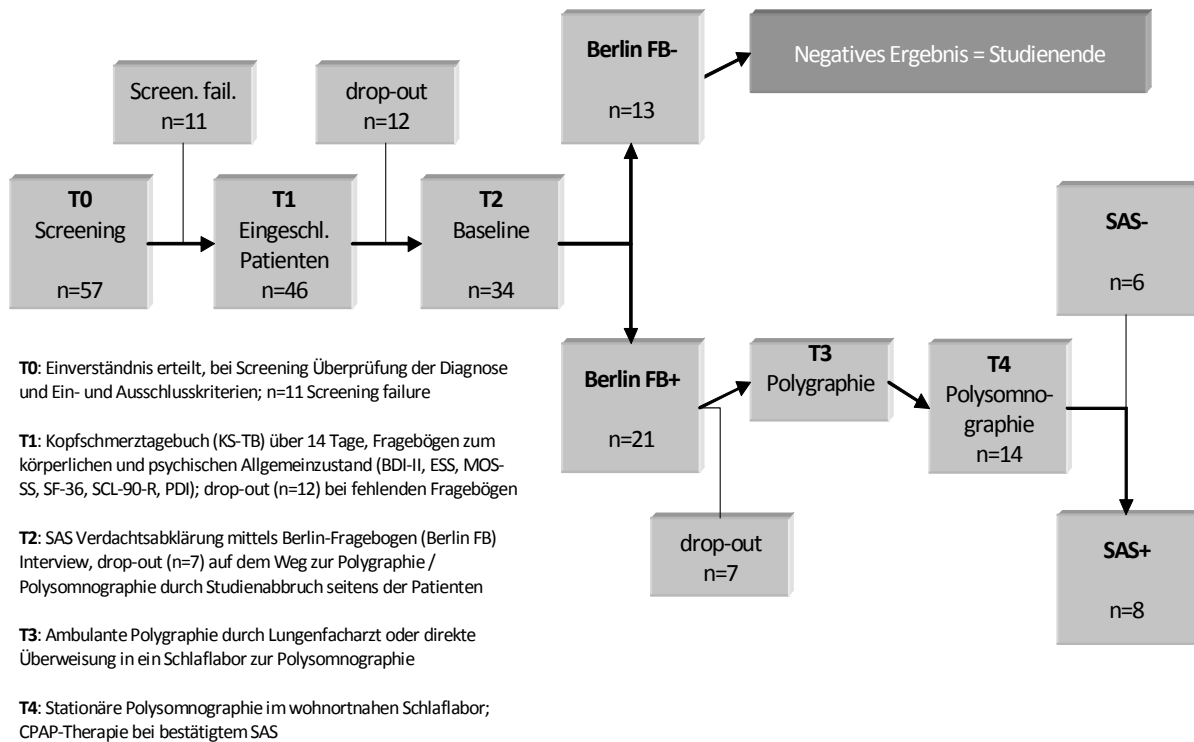 Screen. fail.
n=11
drop-out
n=12
Berlin FB-
n=13
Negatives Ergebnis = Studienende
T0
Screening
n=57
T1
Eingeschl.
Patienten
n=46
T2
Baseline
n=34
SAS-
n=6
Berlin FB+
n=21
T3
Polygraphie
T4
Polysomno-
graphie
n=14
drop-out
n=7
SAS+
n=8
T0: Einverständnis erteilt, bei Screening Überprüfung der Diagnose
und Ein- und Ausschlusskriterien; n=11 Screening failure
T1: Kopfschmerztagebuch (KS-TB) über 14 Tage, Fragebögen zum
körperlichen und psychischen Allgemeinzustand (BDI-II, ESS, MOS-
SS, SF-36, SCL-90-R, PDI); drop-out (n=12) bei fehlenden Fragebögen
T2: SAS Verdachtsabklärung mittels Berlin-Fragebogen (Berlin FB)
Interview, drop-out (n=7) auf dem Weg zur Polygraphie /
Polysomnographie durch Studienabbruch seitens der Patienten
T3: Ambulante Polygraphie durch Lungenfacharzt oder direkte
Überweisung in ein Schlaflabor zur Polysomnographie
T4: Stationäre Polysomnographie im wohnortnahen Schlaflabor;
CPAP-Therapie bei bestätigtem SAS